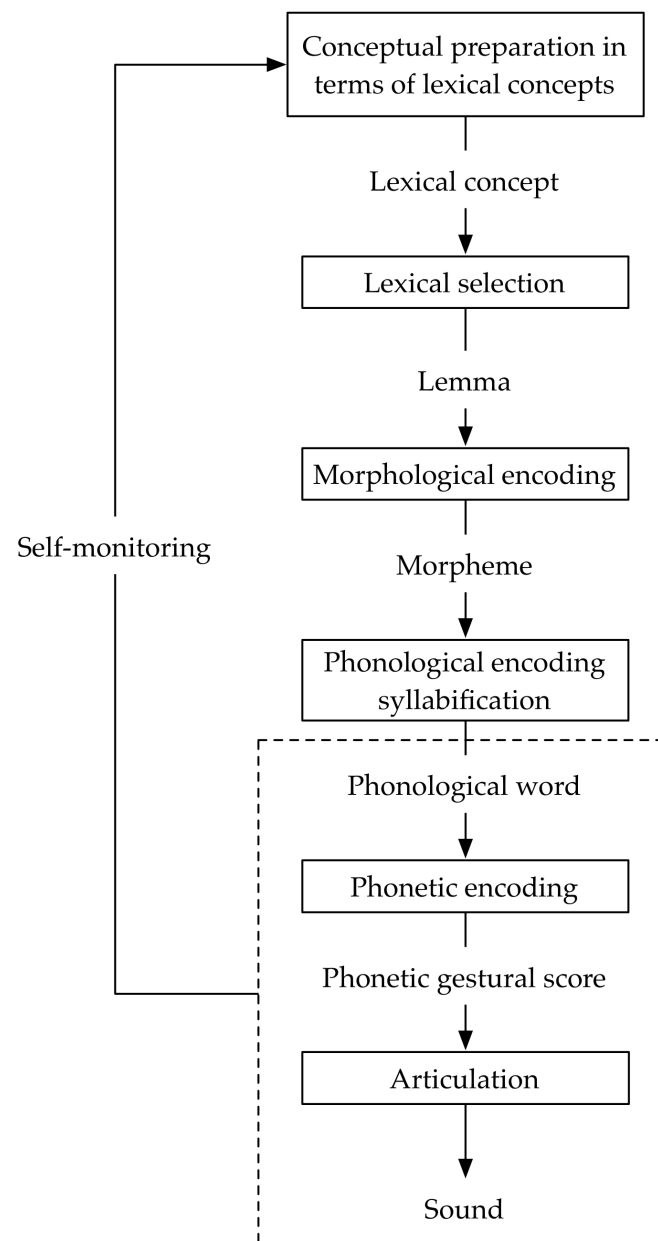 Conceptual preparation in
terms of lexical concepts
Lexical concept
Lexical selection
Lemma
Morphological encoding
Self-monitoring
Morpheme
Phonological encoding
syllabification
Phonological word
Phonetic encoding
Phonetic gestural score
Articulation
Sound